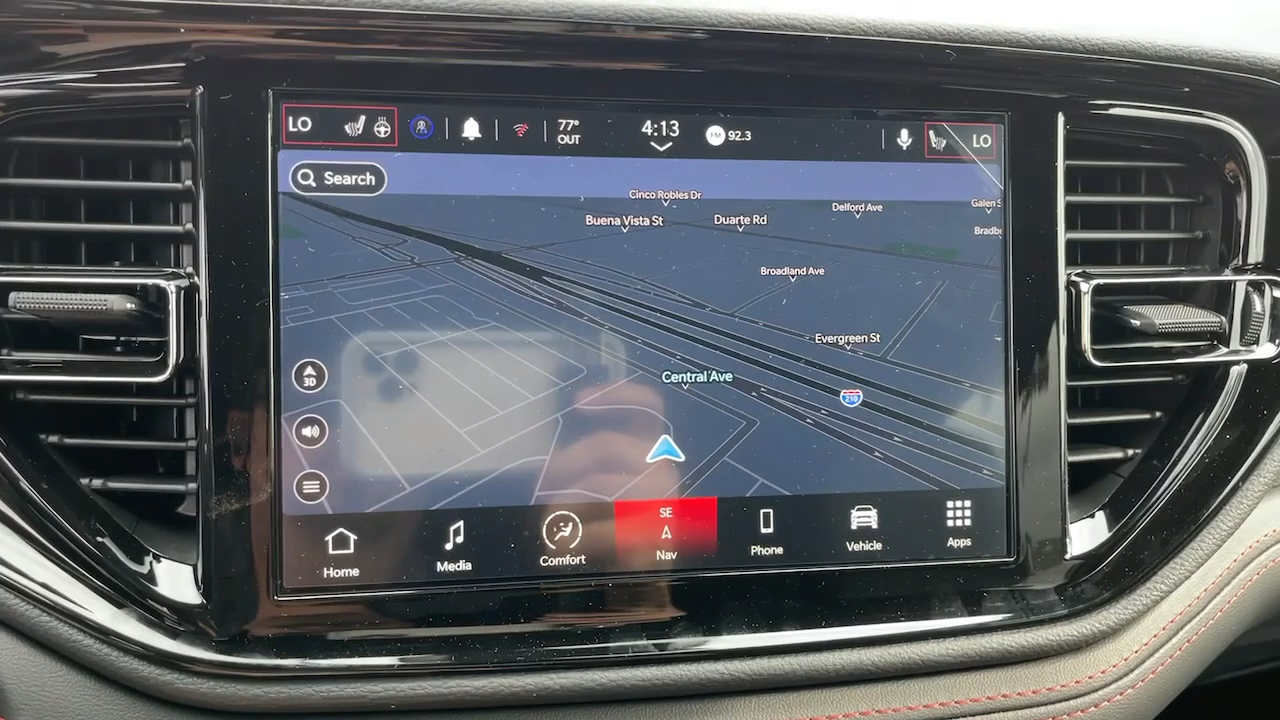 LO
77°
OUT
4:13
FM 92.3
LO
Search
Cinco Robles Dr
Buena Vista St
Duarte Rd
Delford Ave
Galen S
Bradb
Broadland Ave
Evergreen St
Central Ave
210
3D
SE
Home
Media
Comfort
Nav
Phone
Vehicle
Apps